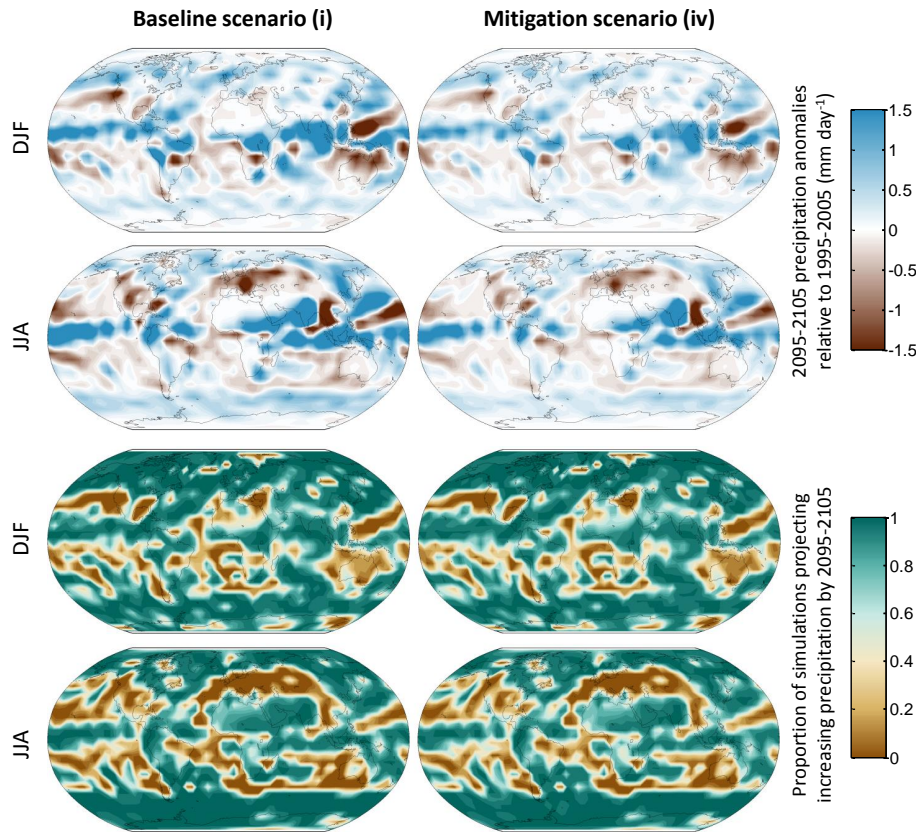 Baseline scenario (i)
Mitigation scenario (iv)
DJF
JJA
2095-2105 precipitation anomalies
relative to 1995-2005 (mm day⁻¹)
1.5
1
0.5
0
-0.5
-1
-1.5
DJF
JJA
Proportion of simulations projecting
increasing precipitation by 2095-2105
1
0.8
0.6
0.4
0.2
0